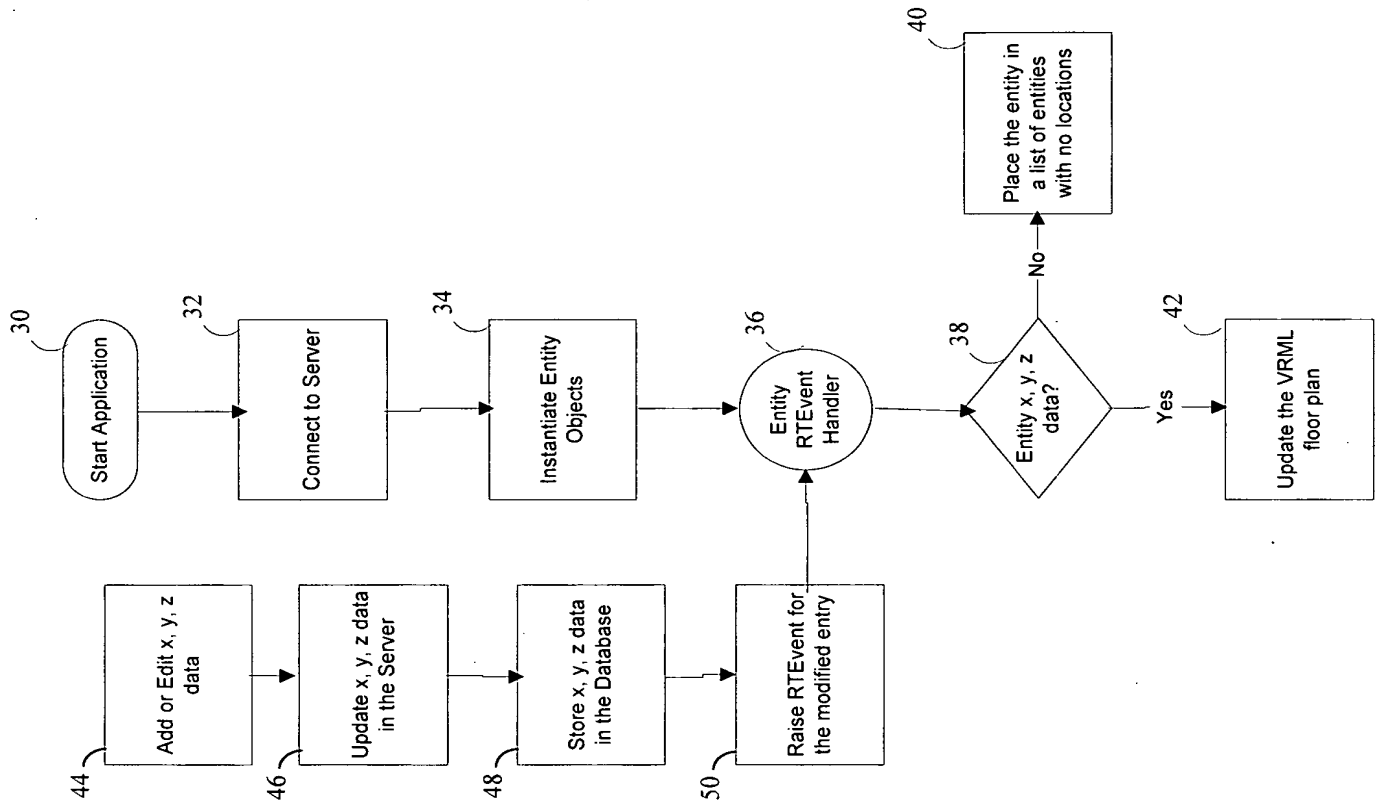 30
Start Application
32
Connect to Server
34
Instantiate Entity
Objects
36
Entity
RTEvent
Handler
38
Entity x, y, z
data?
No
40
Place the entity in
a list of entities
with no locations
Yes
42
Update the VRML
floor plan
44
Add or Edit x, y, z
data
46
Update x, y, z data
in the Server
48
Store x, y, z data
in the Database
50
Raise RTEvent for
the modified entry